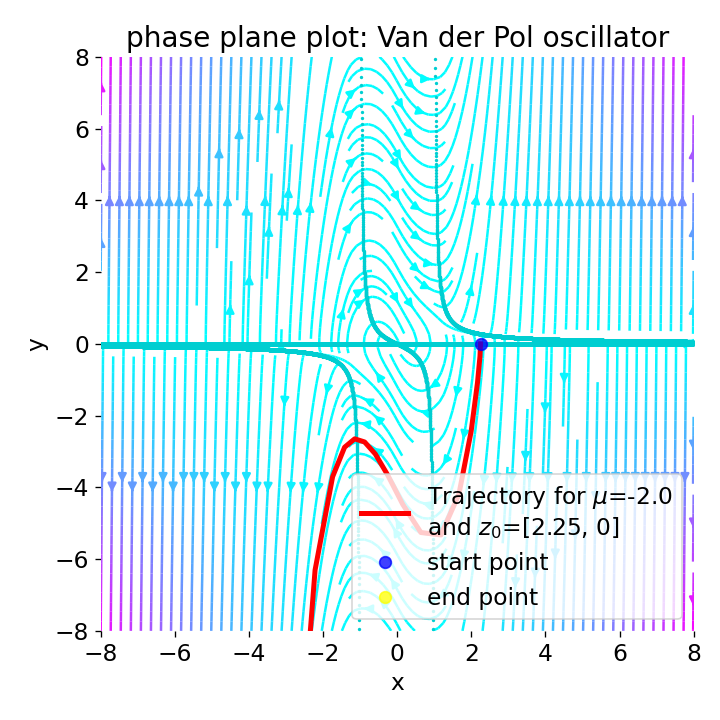 phase plane plot: Van der Pol oscillator
8
6
4
2
0
−2
−4
−6
−8
y
Trajectory for μ=-2.0
and z₀=[2.25, 0]
start point
end point
−8 −6 −4 −2 0 2 4 6 8
x